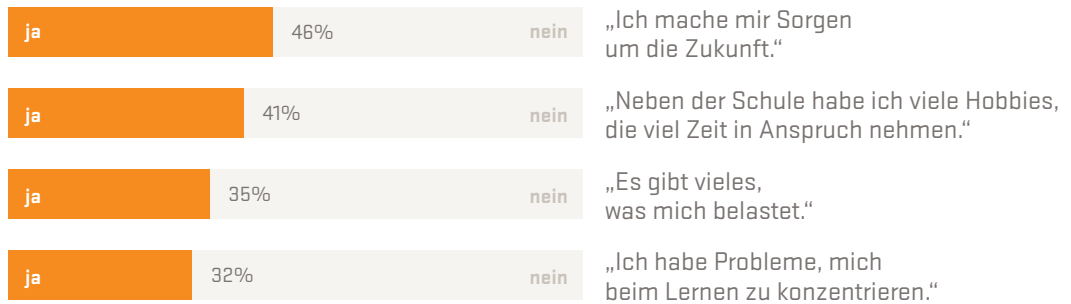 ja 46% nein „Ich mache mir Sorgen
um die Zukunft.“
ja 41% nein „Neben der Schule habe ich viele Hobbies,
die viel Zeit in Anspruch nehmen.“
ja 35% nein „Es gibt vieles,
was mich belastet.“
ja 32% nein „Ich habe Probleme, mich
beim Lernen zu konzentrieren.“